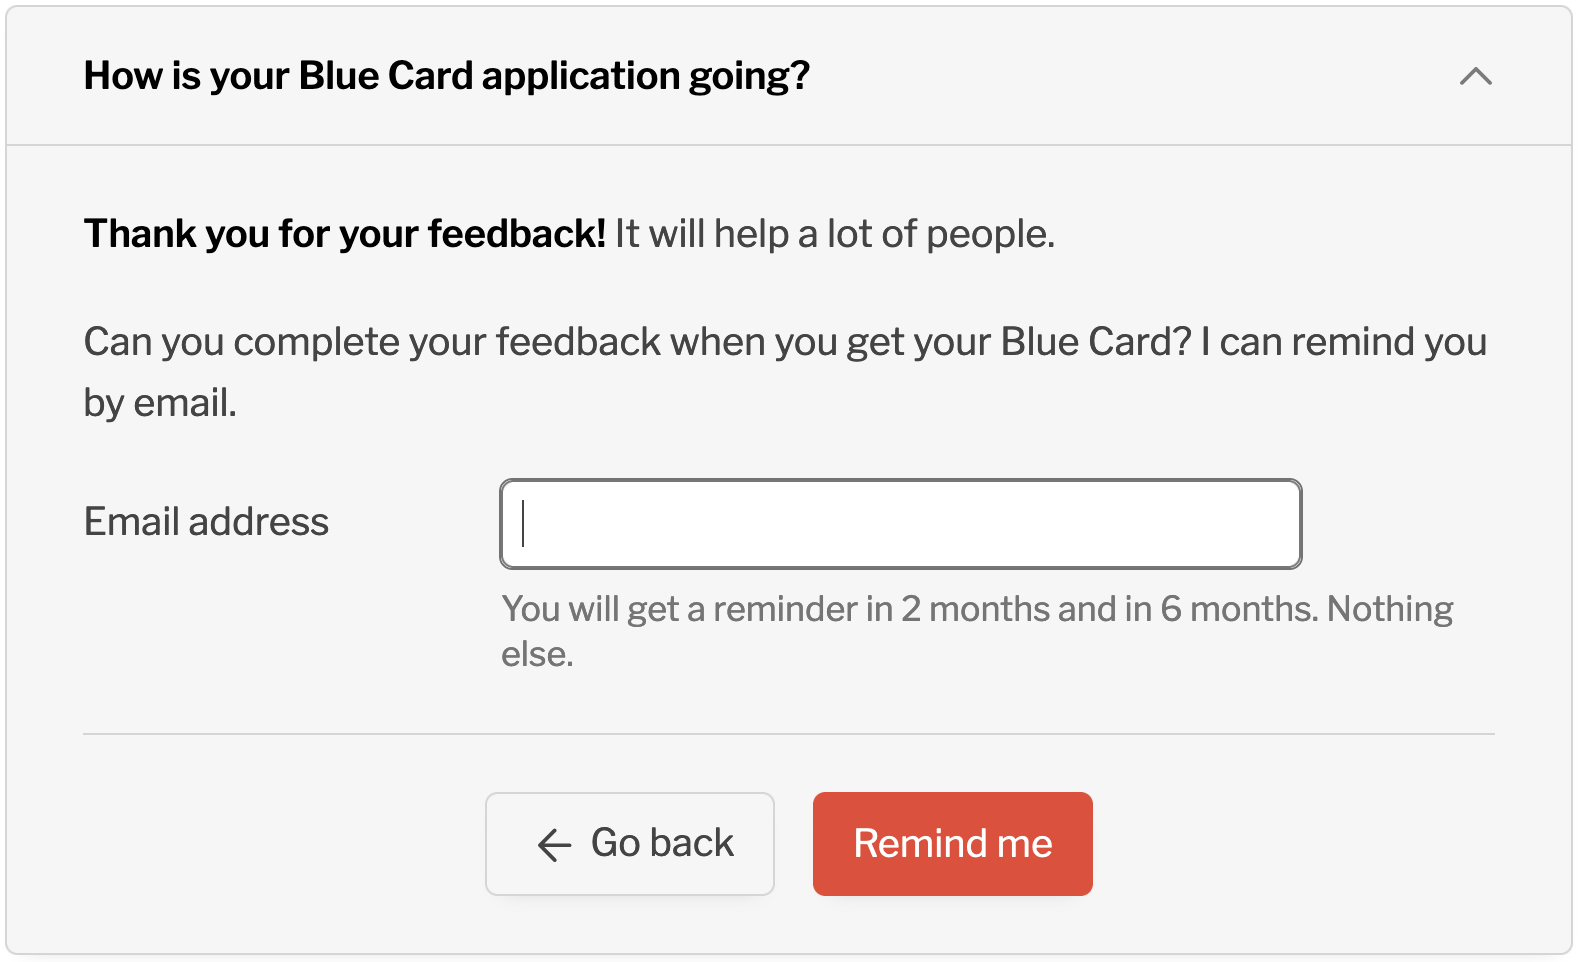 How is your Blue Card application going?
Thank you for your feedback! It will help a lot of people.
Can you complete your feedback when you get your Blue Card? I can remind you
by email.
Email address
You will get a reminder in 2 months and in 6 months. Nothing
else.
Go back
Remind me